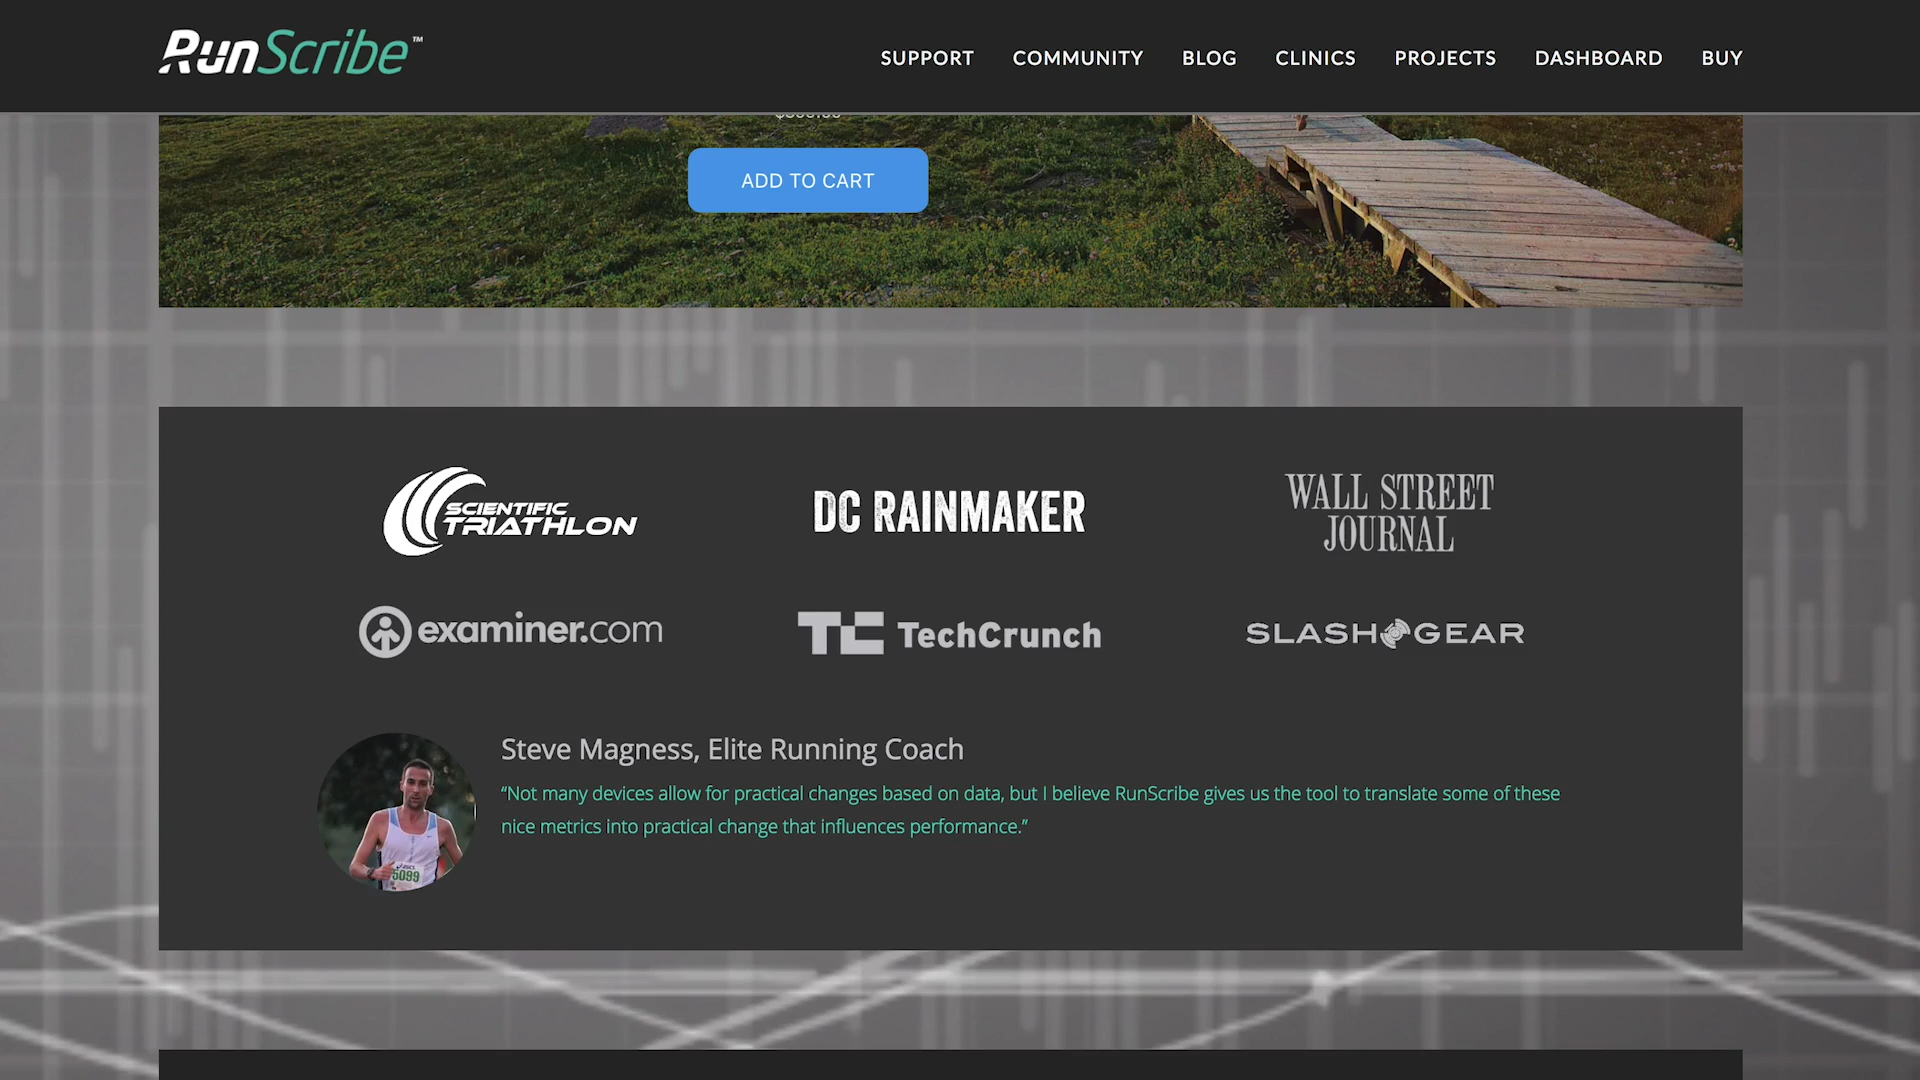 RunScribe™
SUPPORT COMMUNITY BLOG CLINICS PROJECTS DASHBOARD BUY
ADD TO CART
SCIENTIFIC
TRIATHLON
DC RAINMAKER
WALL STREET
JOURNAL
examiner.com
TC TechCrunch
SLASHGEAR
Steve Magness, Elite Running Coach
“Not many devices allow for practical changes based on data, but I believe RunScribe gives us the tool to translate some of these
nice metrics into practical change that influences performance.”
asics
5099